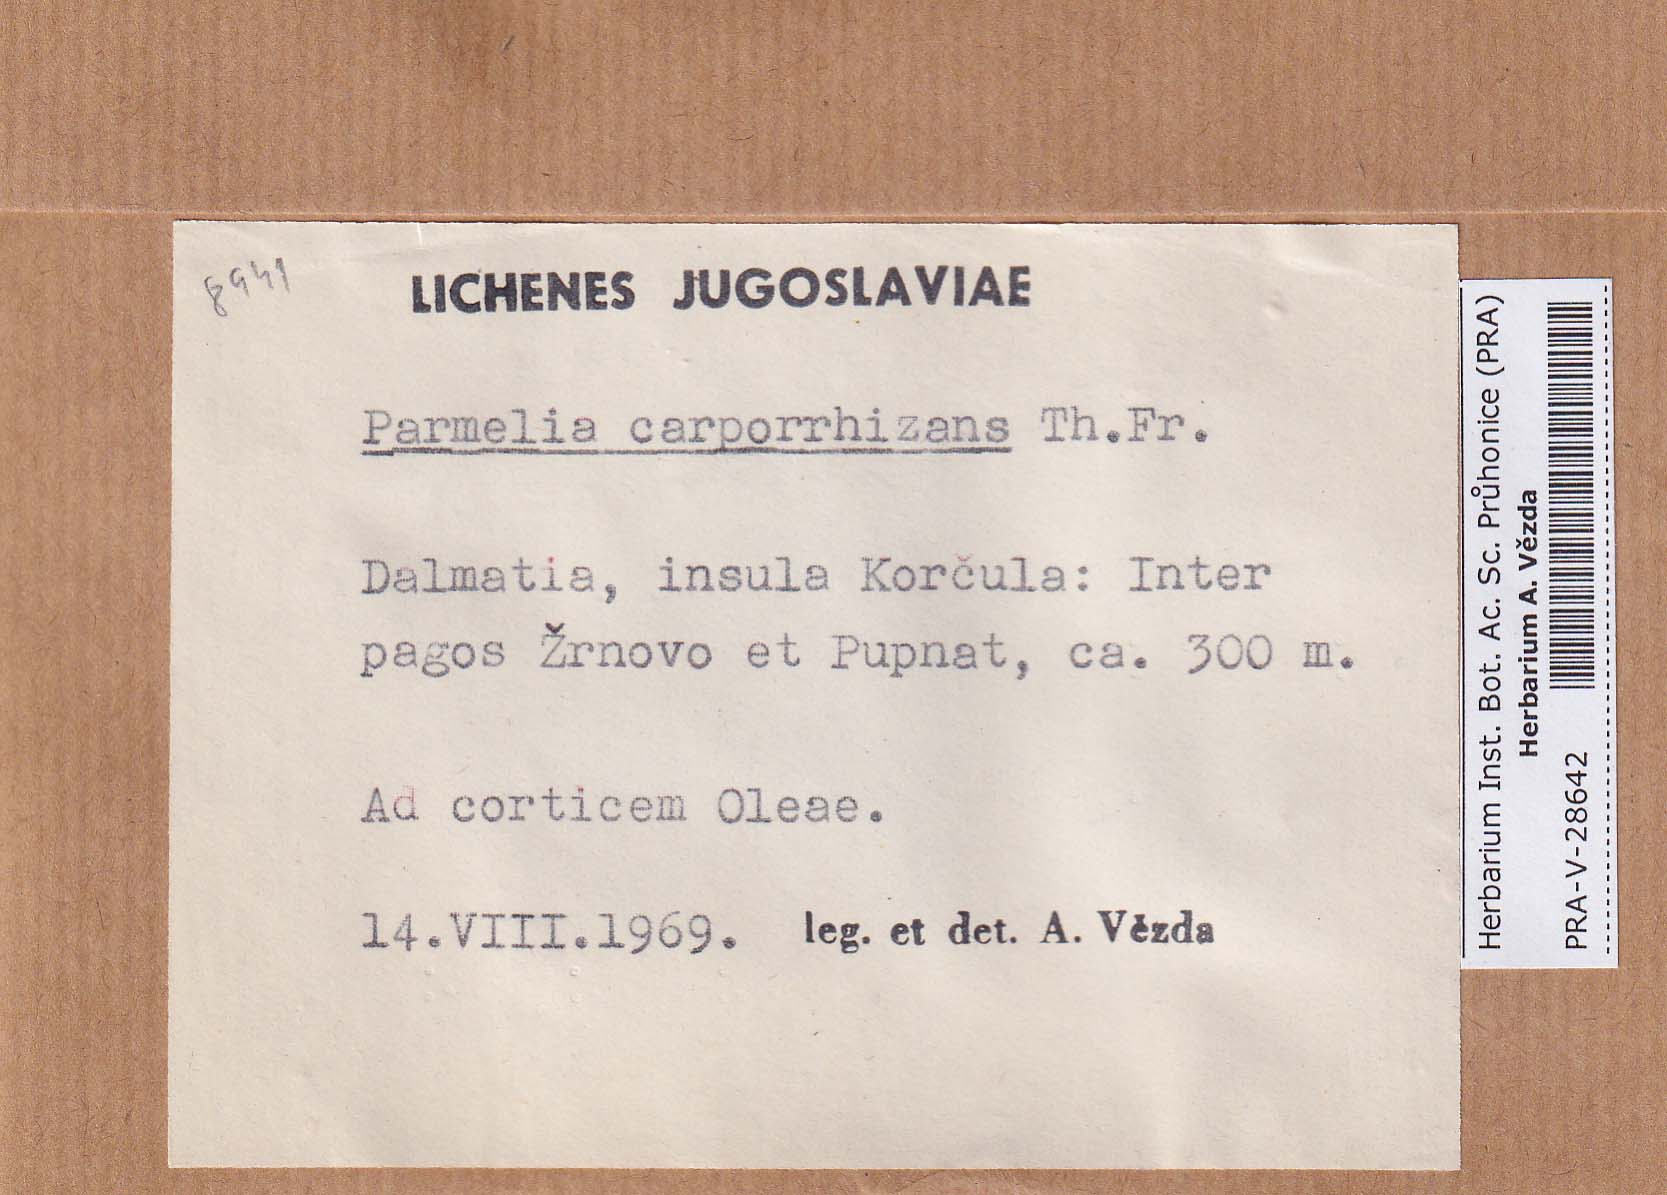 8941
LICHENES JUGOSLAVIAE
Parmelia carporrhizans Th.Fr.
Dalmatia, insula Korčula: Inter
pagos Žrnovo et Pupnat, ca. 300 m.
Ad corticem Oleae.
14.VIII.1969. leg. et det. A. Vězda
Herbarium Inst. Bot. Ac. Sc. Průhonice (PRA)
Herbarium A. Vězda
PRA-V-28642